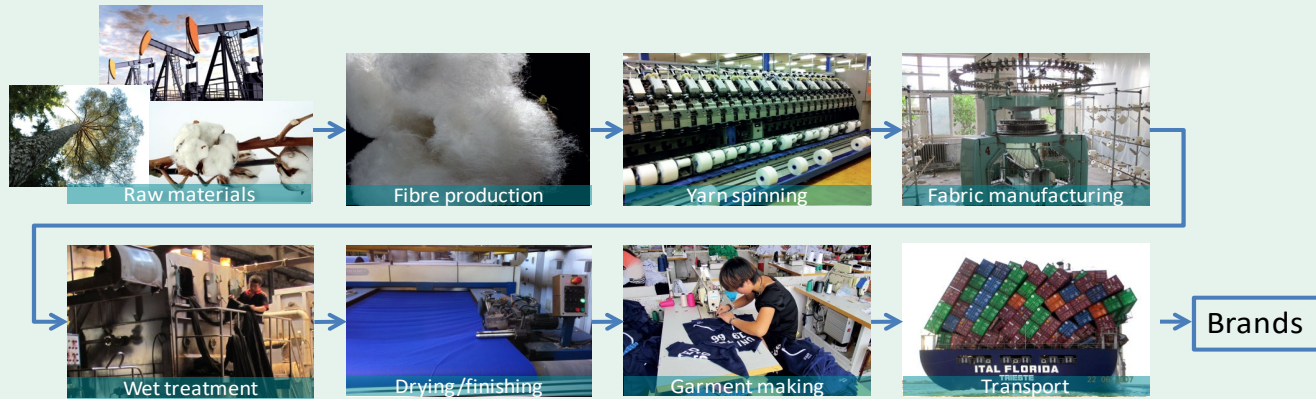 Raw materials
Fibre production
Yarn spinning
4
Fabric manufacturing
Wet treatment
Drying/finishing
Garment making
ITAL FLORIDA
TRIESTE
Transport
Brands